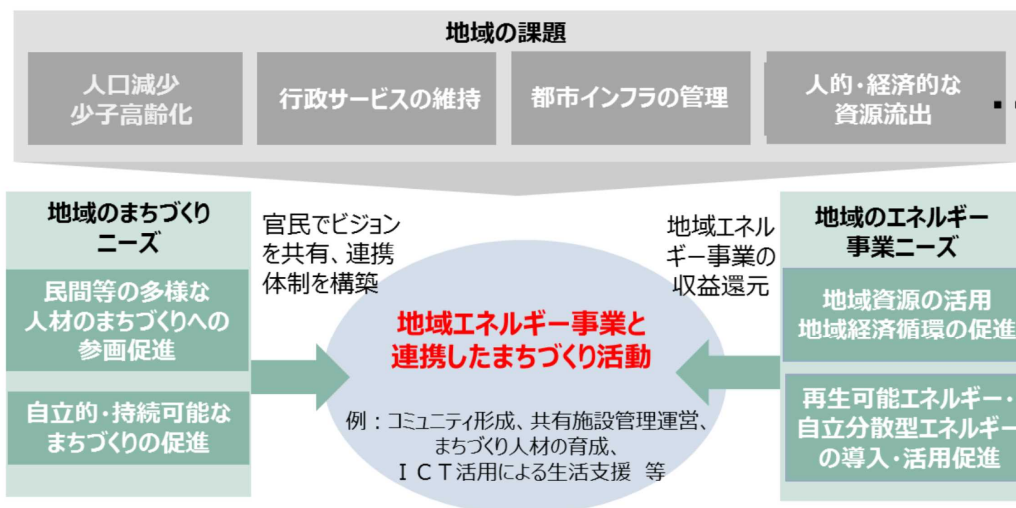 地域の課題
人口減少
少子高齢化
行政サービスの維持
都市インフラの管理
人的・経済的な
資源流出
地域のまちづくり
ニーズ
民間等の多様な
人材のまちづくりへの
参画促進
自立的・持続可能な
まちづくりの促進
官民でビジョン
を共有、連携
体制を構築
地域エネルギー事業と
連携したまちづくり活動
例：コミュニティ形成、共有施設管理運営、
まちづくり人材の育成、
ＩＣＴ活用による生活支援 等
地域エネル
ギー事業の
収益還元
地域のエネルギー
事業ニーズ
地域資源の活用
地域経済循環の促進
再生可能エネルギー・
自立分散型エネルギー
の導入・活用促進